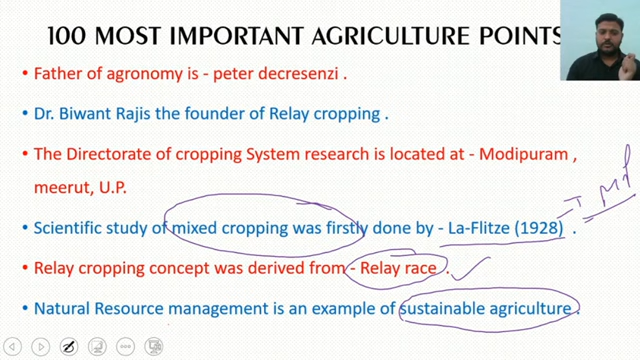 100 MOST IMPORTANT AGRICULTURE POINTS
Father of agronomy is - peter decresenzi .
Dr. Biwant Rajis the founder of Relay cropping .
The Directorate of cropping System research is located at - Modipuram ,
meerut, U.P.
Scientific study of mixed cropping was firstly done by - La-Flitze (1928) .
Relay cropping concept was derived from - Relay race .
Natural Resource management is an example of sustainable agriculture .